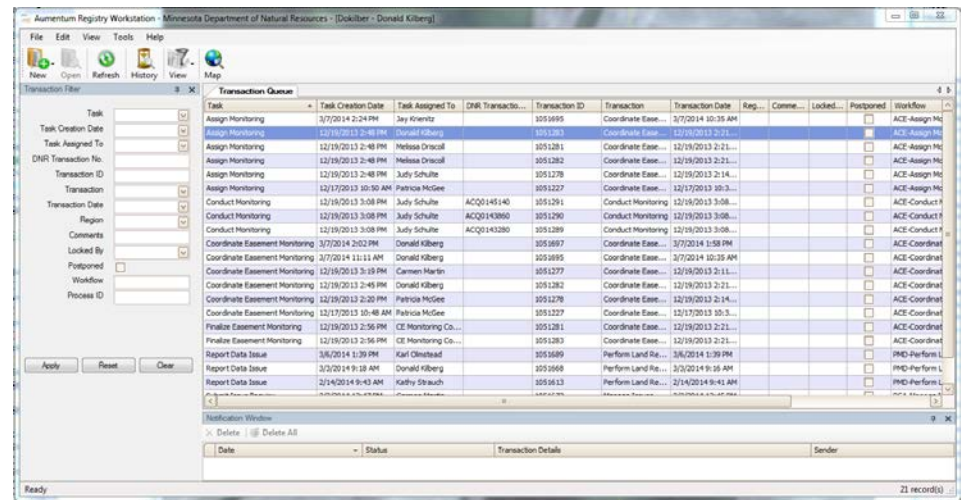 Aumentum Registry Workstation - Minnesota Department of Natural Resources - [Dokilber - Donald Kilberg]
File Edit View Tools Help
New Open Refresh History View Map
Transaction Filter
Task
Task Creation Date
Task Assigned To
DNR Transaction No.
Transaction ID
Transaction
Transaction Date
Region
Comments
Locked By
Postponed
Workflow
Process ID
Apply Reset Clear
Transaction Queue
Task Task Creation Date Task Assigned To DNR Transactio... Transaction ID Transaction Transaction Date Reg... Comme... Locked... Postponed Workflow
Assign Monitoring 3/7/2014 2:24 PM Jay Krienitz 1051695 Coordinate Ease... 3/7/2014 10:35 AM ACE-Assign Mo
Assign Monitoring 12/19/2013 2:48 PM Donald Kilberg 1051283 Coordinate Ease... 12/19/2013 2:21... ACE-Assign Mo
Assign Monitoring 12/19/2013 2:48 PM Melissa Driscoll 1051281 Coordinate Ease... 12/19/2013 2:21... ACE-Assign Mo
Assign Monitoring 12/19/2013 2:48 PM Melissa Driscoll 1051282 Coordinate Ease... 12/19/2013 2:21... ACE-Assign Mo
Assign Monitoring 12/19/2013 2:48 PM Judy Schulte 1051278 Coordinate Ease... 12/19/2013 2:14... ACE-Assign Mo
Assign Monitoring 12/17/2013 10:50 AM Patricia McGee 1051227 Coordinate Ease... 12/17/2013 10:3... ACE-Assign Mo
Conduct Monitoring 12/19/2013 3:08 PM Judy Schulte ACQ0145140 1051291 Conduct Monitoring 12/19/2013 3:08... ACE-Conduct M
Conduct Monitoring 12/19/2013 3:08 PM Judy Schulte ACQ0143860 1051290 Conduct Monitoring 12/19/2013 3:08... ACE-Conduct M
Conduct Monitoring 12/19/2013 3:08 PM Judy Schulte ACQ0143280 1051289 Conduct Monitoring 12/19/2013 3:08... ACE-Conduct M
Coordinate Easement Monitoring 3/7/2014 2:02 PM Donald Kilberg 1051697 Coordinate Ease... 3/7/2014 1:58 PM ACE-Coordinat
Coordinate Easement Monitoring 3/7/2014 11:11 AM Donald Kilberg 1051695 Coordinate Ease... 3/7/2014 10:35 AM ACE-Coordinat
Coordinate Easement Monitoring 12/19/2013 3:19 PM Carmen Martin 1051277 Coordinate Ease... 12/19/2013 2:11... ACE-Coordinat
Coordinate Easement Monitoring 12/19/2013 2:45 PM Donald Kilberg 1051282 Coordinate Ease... 12/19/2013 2:21... ACE-Coordinat
Coordinate Easement Monitoring 12/19/2013 2:20 PM Patricia McGee 1051278 Coordinate Ease... 12/19/2013 2:14... ACE-Coordinat
Coordinate Easement Monitoring 12/17/2013 10:48 AM Patricia McGee 1051227 Coordinate Ease... 12/17/2013 10:3... ACE-Coordinat
Finalize Easement Monitoring 12/19/2013 2:56 PM CE Monitoring Co... 1051281 Coordinate Ease... 12/19/2013 2:21... ACE-Coordinat
Finalize Easement Monitoring 12/19/2013 2:56 PM CE Monitoring Co... 1051283 Coordinate Ease... 12/19/2013 2:21... ACE-Coordinat
Report Data Issue 3/6/2014 1:39 PM Karl Olmstead 1051689 Perform Land Re... 3/6/2014 1:39 PM PMD-Perform L
Report Data Issue 3/3/2014 9:18 AM Donald Kilberg 1051668 Perform Land Re... 3/3/2014 9:16 AM PMD-Perform L
Report Data Issue 2/14/2014 9:43 AM Kathy Strauch 1051613 Perform Land Re... 2/14/2014 9:41 AM PMD-Perform L
Notification Window
Delete Delete All
Date Status Transaction Details Sender
Ready 21 record(s)